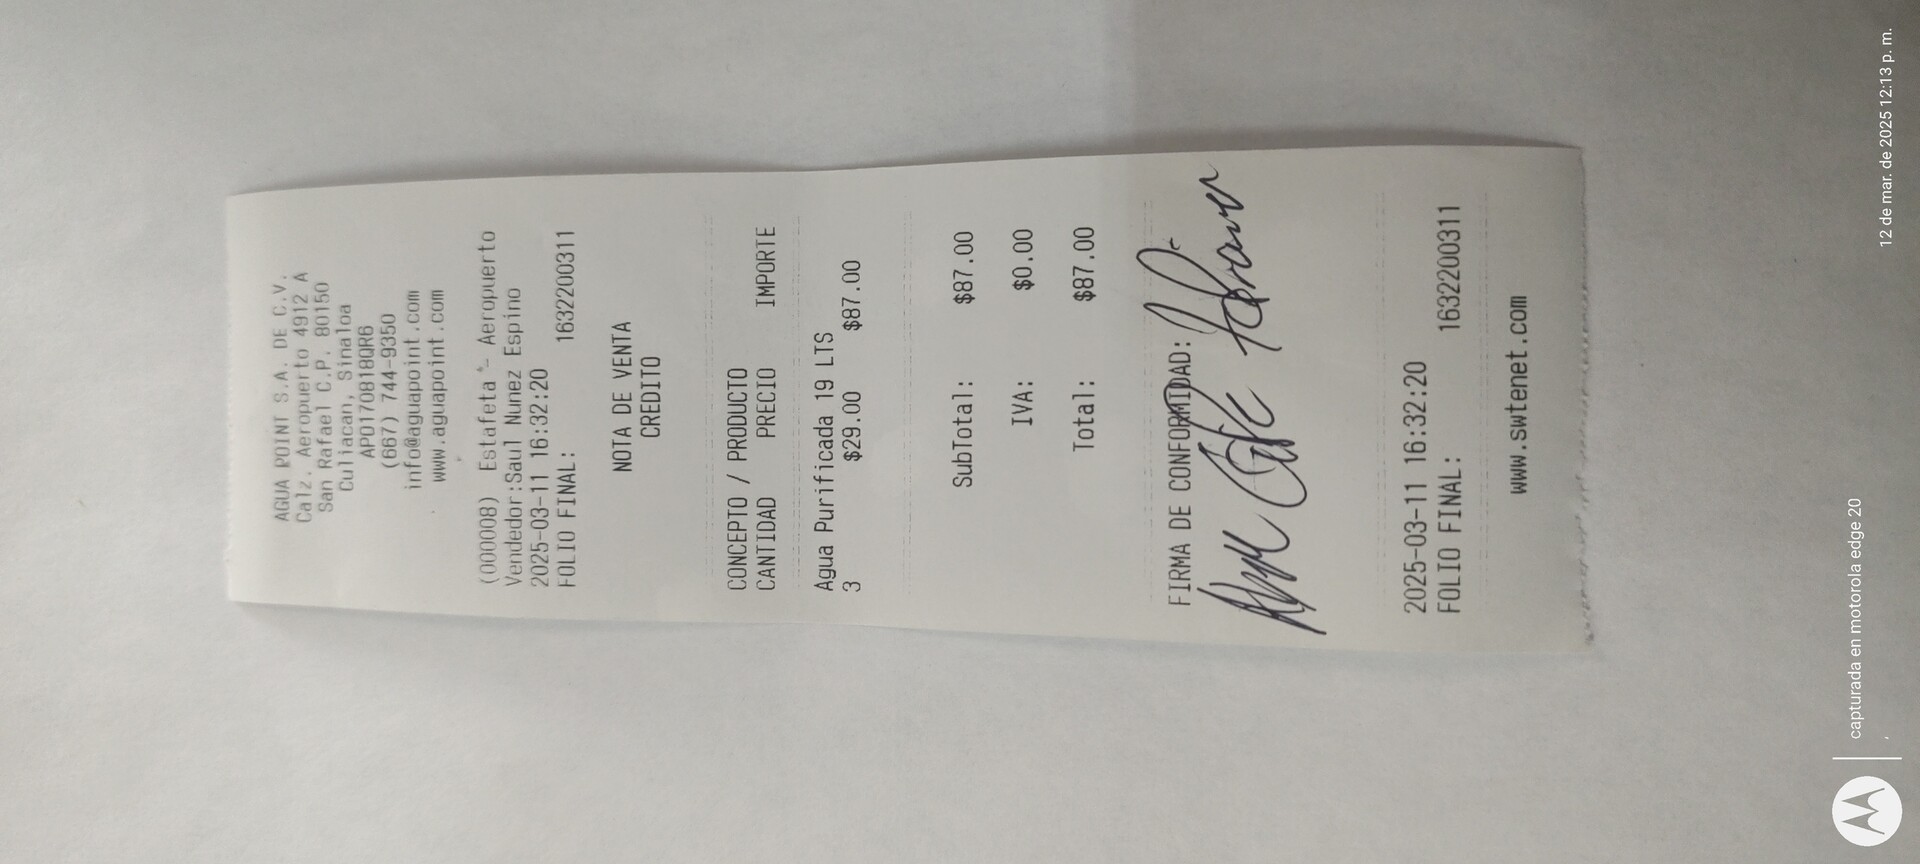 AGUA POINT S.A. DE C.V.
Calz. Aeropuerto 4912 A
San Rafael C.P. 80150
Culiacan, Sinaloa
APO170818QR6
(667) 744-9350
info@aguapoint.com
www.aguapoint.com
(000008) Estafeta - Aeropuerto
Vendedor:Saul Nunez Espino
2025-03-11 16:32:20
FOLIO FINAL: 1632200311
NOTA DE VENTA
CREDITO
CONCEPTO / PRODUCTO
CANTIDAD PRECIO IMPORTE
Agua Purificada 19 LTS
3 $29.00 $87.00
SubTotal: $87.00
IVA: $0.00
Total: $87.00
FIRMA DE CONFORMIDAD:
2025-03-11 16:32:20
FOLIO FINAL: 1632200311
www.swtenet.com
capturada en motorola edge 20
12 de mar. de 2025 12:13 p. m.